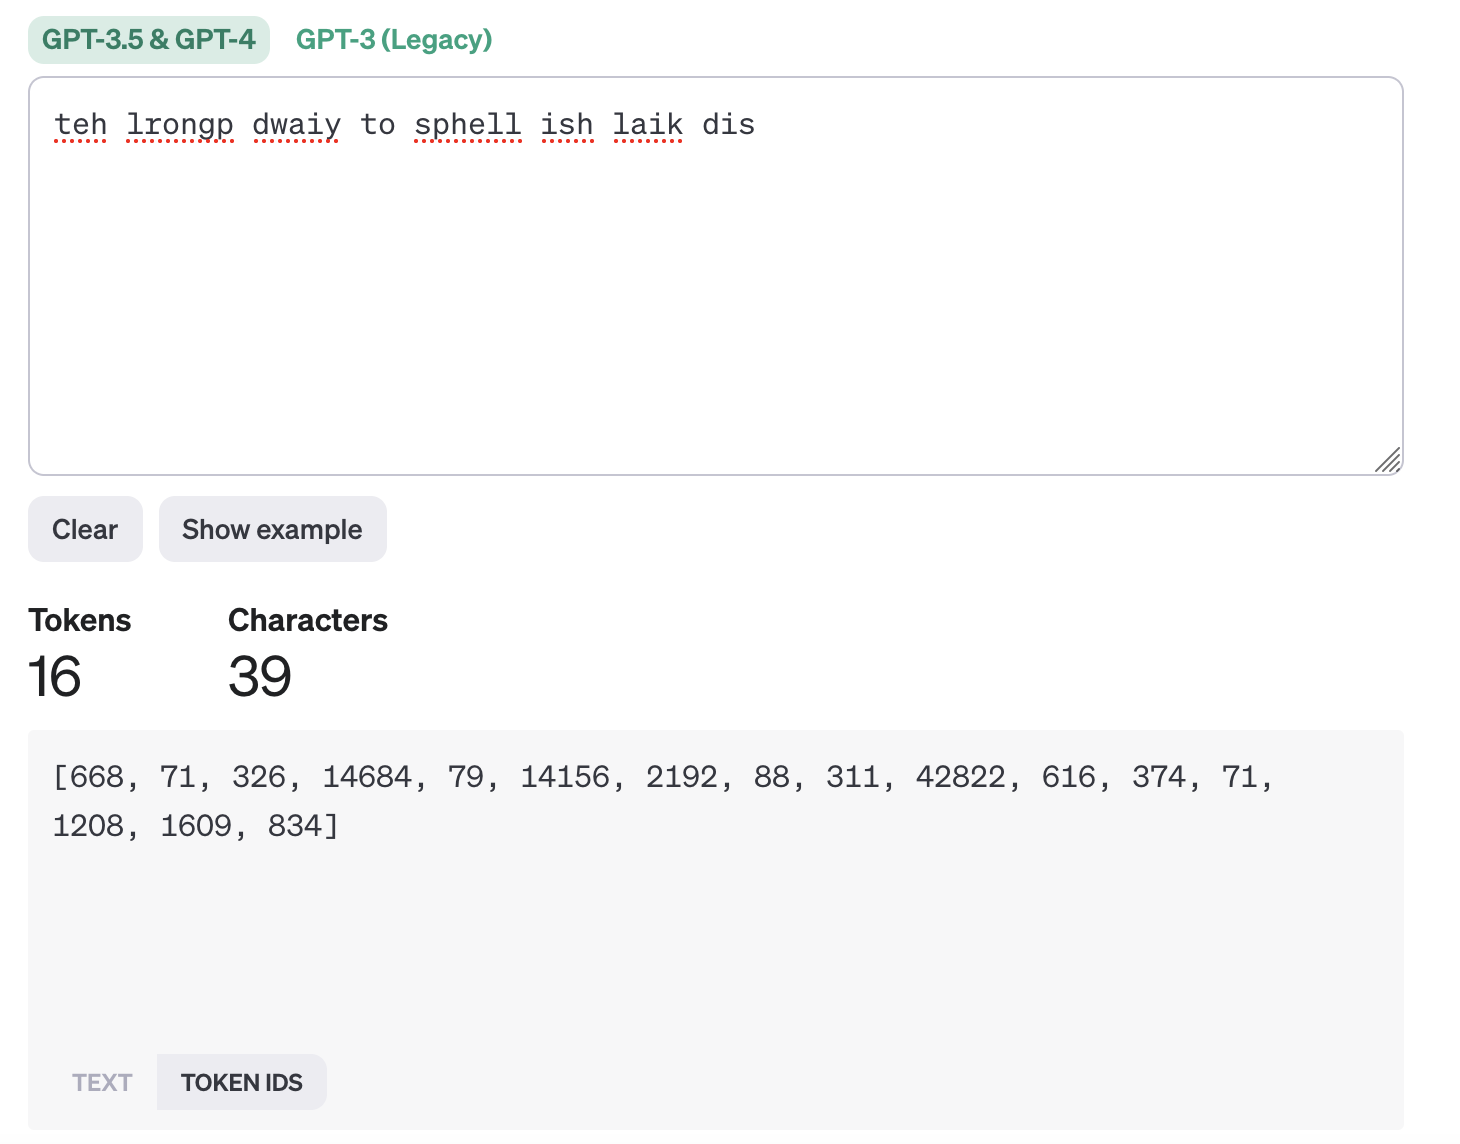 GPT-3.5 & GPT-4 GPT-3 (Legacy)
teh lrongp dwaiy to sphell ish laik dis
Clear Show example
Tokens Characters
16 39
[668, 71, 326, 14684, 79, 14156, 2192, 88, 311, 42822, 616, 374, 71,
1208, 1609, 834]
TEXT TOKEN IDS